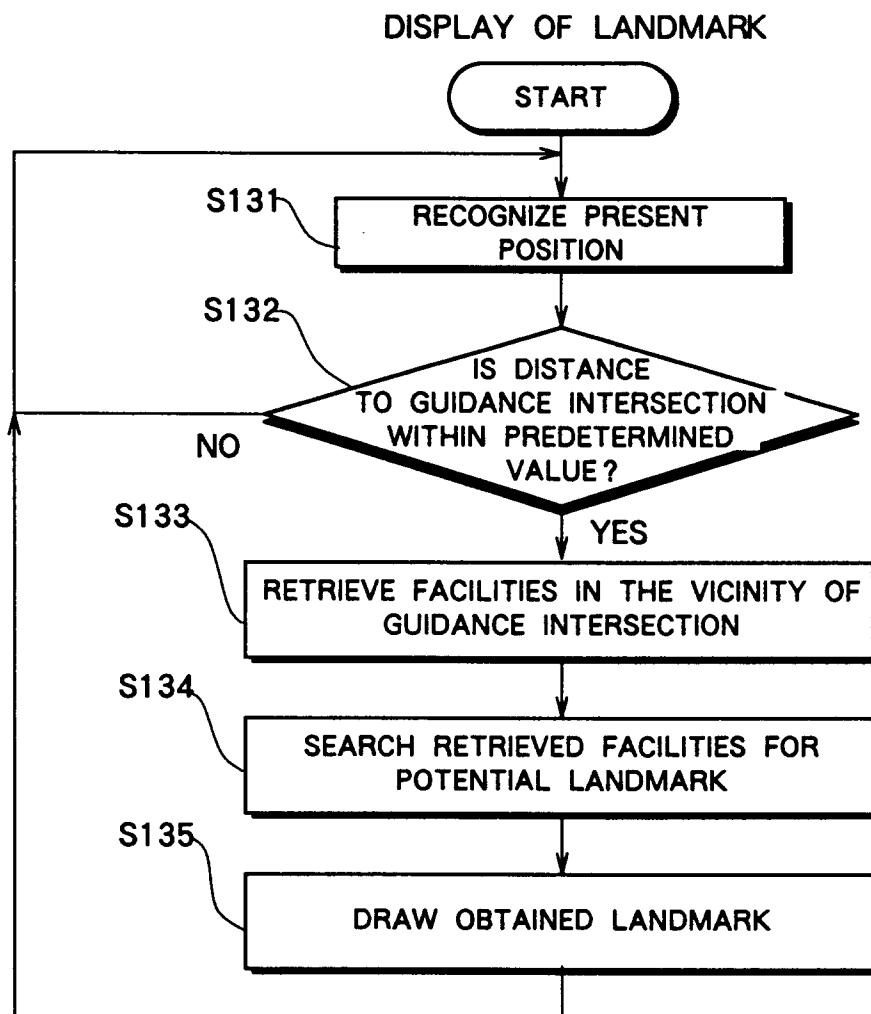 DISPLAY OF LANDMARK
START
S131
RECOGNIZE PRESENT
POSITION
S132
IS DISTANCE
TO GUIDANCE INTERSECTION
WITHIN PREDETERMINED
VALUE?
NO
YES
S133
RETRIEVE FACILITIES IN THE VICINITY OF
GUIDANCE INTERSECTION
S134
SEARCH RETRIEVED FACILITIES FOR
POTENTIAL LANDMARK
S135
DRAW OBTAINED LANDMARK